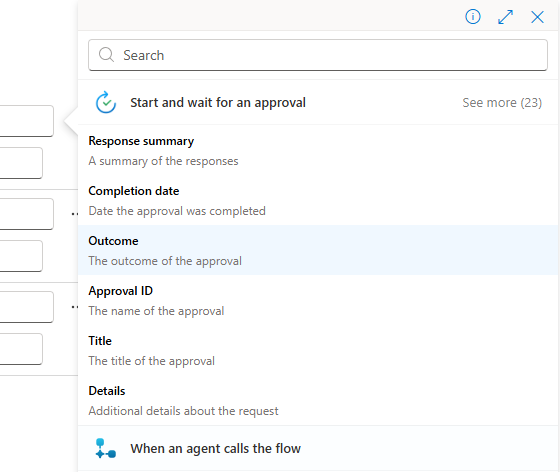 Search
Start and wait for an approval See more (23)
Response summary
A summary of the responses
Completion date
Date the approval was completed
Outcome
The outcome of the approval
Approval ID
The name of the approval
Title
The title of the approval
Details
Additional details about the request
When an agent calls the flow